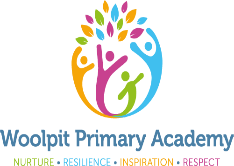 Woolpit Primary Academy
NURTURE • RESILIENCE • INSPIRATION • RESPECT